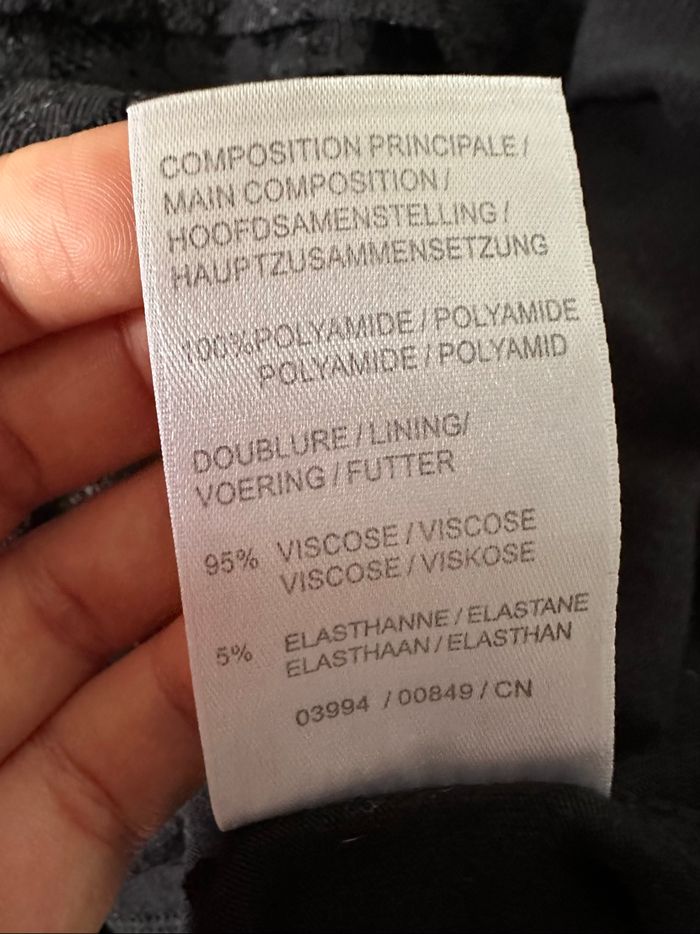 COMPOSITION PRINCIPALE /
MAIN COMPOSITION /
HOOFDSAMENSTELLING /
HAUPTZUSAMMENSETZUNG
100%POLYAMIDE / POLYAMIDE
POLYAMIDE / POLYAMID
DOUBLURE / LINING/
VOERING / FUTTER
95% VISCOSE / VISCOSE
VISCOSE / VISKOSE
5% ELASTHANNE / ELASTANE
ELASTHAAN / ELASTHAN
03994 / 00849 / CN